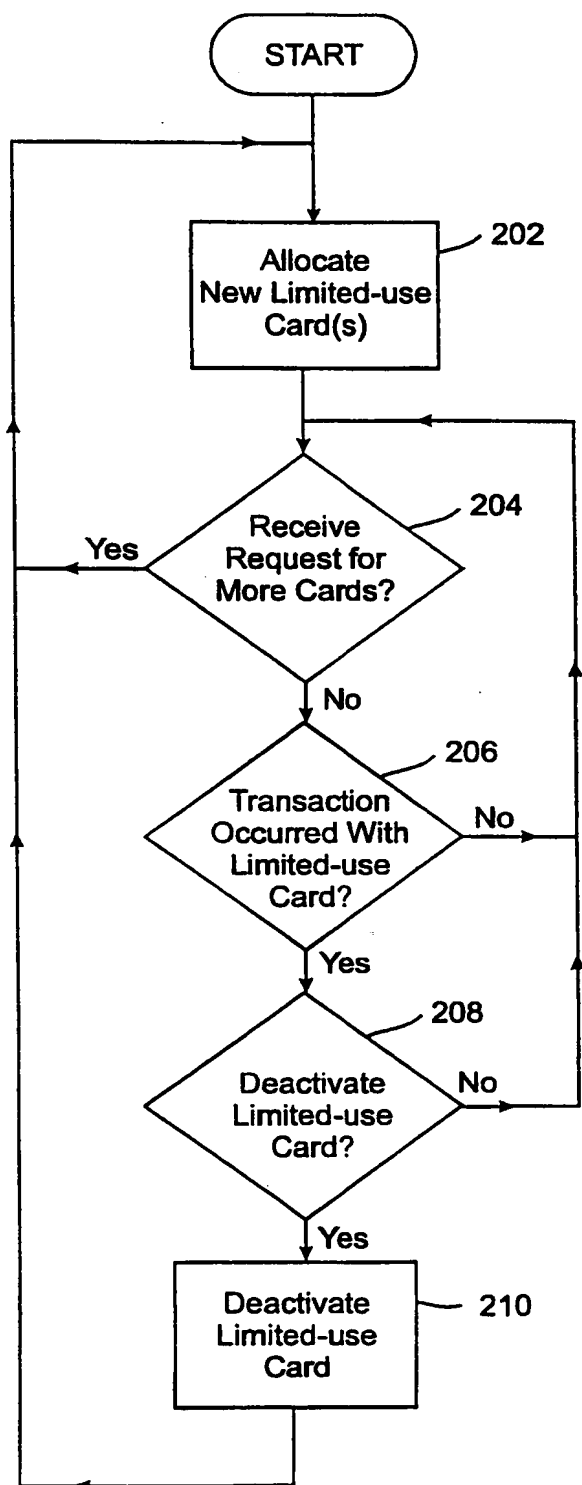 START
202
Allocate
New Limited-use
Card(s)
204
Receive
Request for
More Cards?
Yes
No
206
Transaction
Occurred With
Limited-use
Card?
No
Yes
208
Deactivate
Limited-use
Card?
No
Yes
210
Deactivate
Limited-use
Card